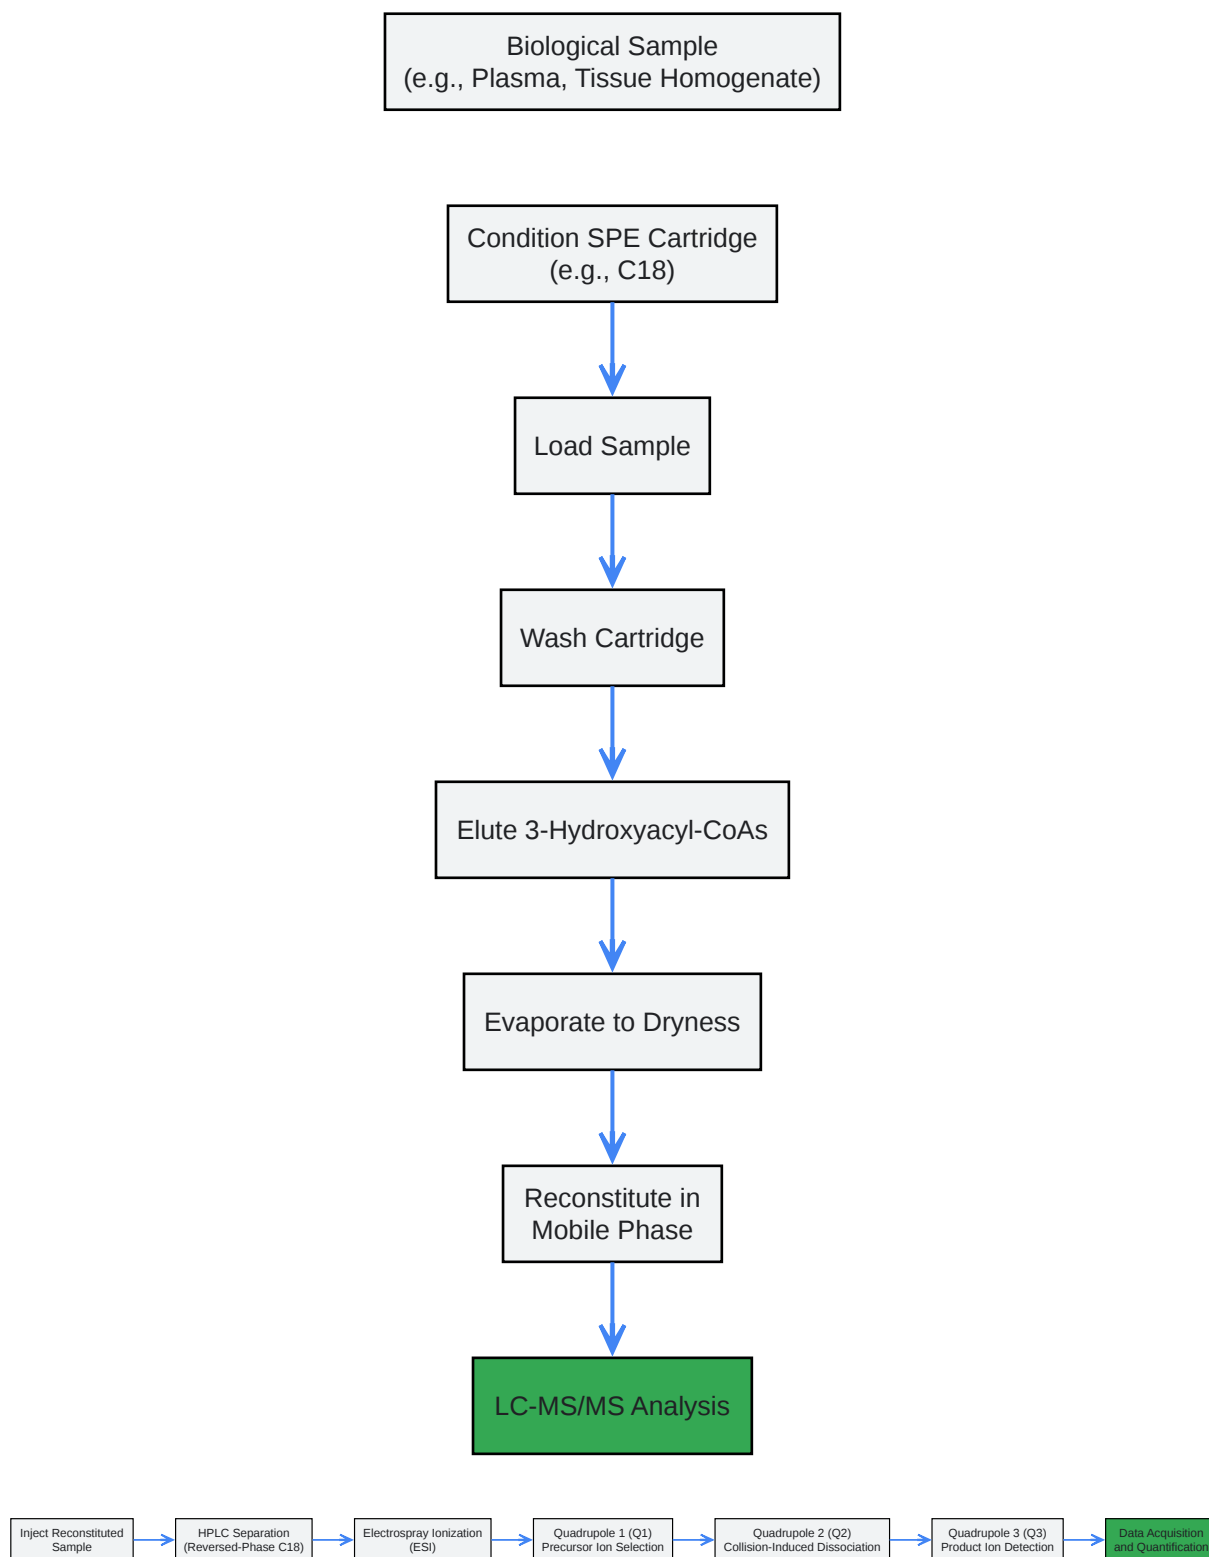 Biological Sample
(e.g., Plasma, Tissue Homogenate)
Condition SPE Cartridge
(e.g., C18)
Load Sample
Wash Cartridge
Elute 3-Hydroxyacyl-CoAs
Evaporate to Dryness
Reconstitute in
Mobile Phase
LC-MS/MS Analysis
Inject Reconstituted
Sample
HPLC Separation
(Reversed-Phase C18)
Electrospray Ionization
(ESI)
Quadrupole 1 (Q1)
Precursor Ion Selection
Quadrupole 2 (Q2)
Collision-Induced Dissociation
Quadrupole 3 (Q3)
Product Ion Detection
Data Acquisition
and Quantification